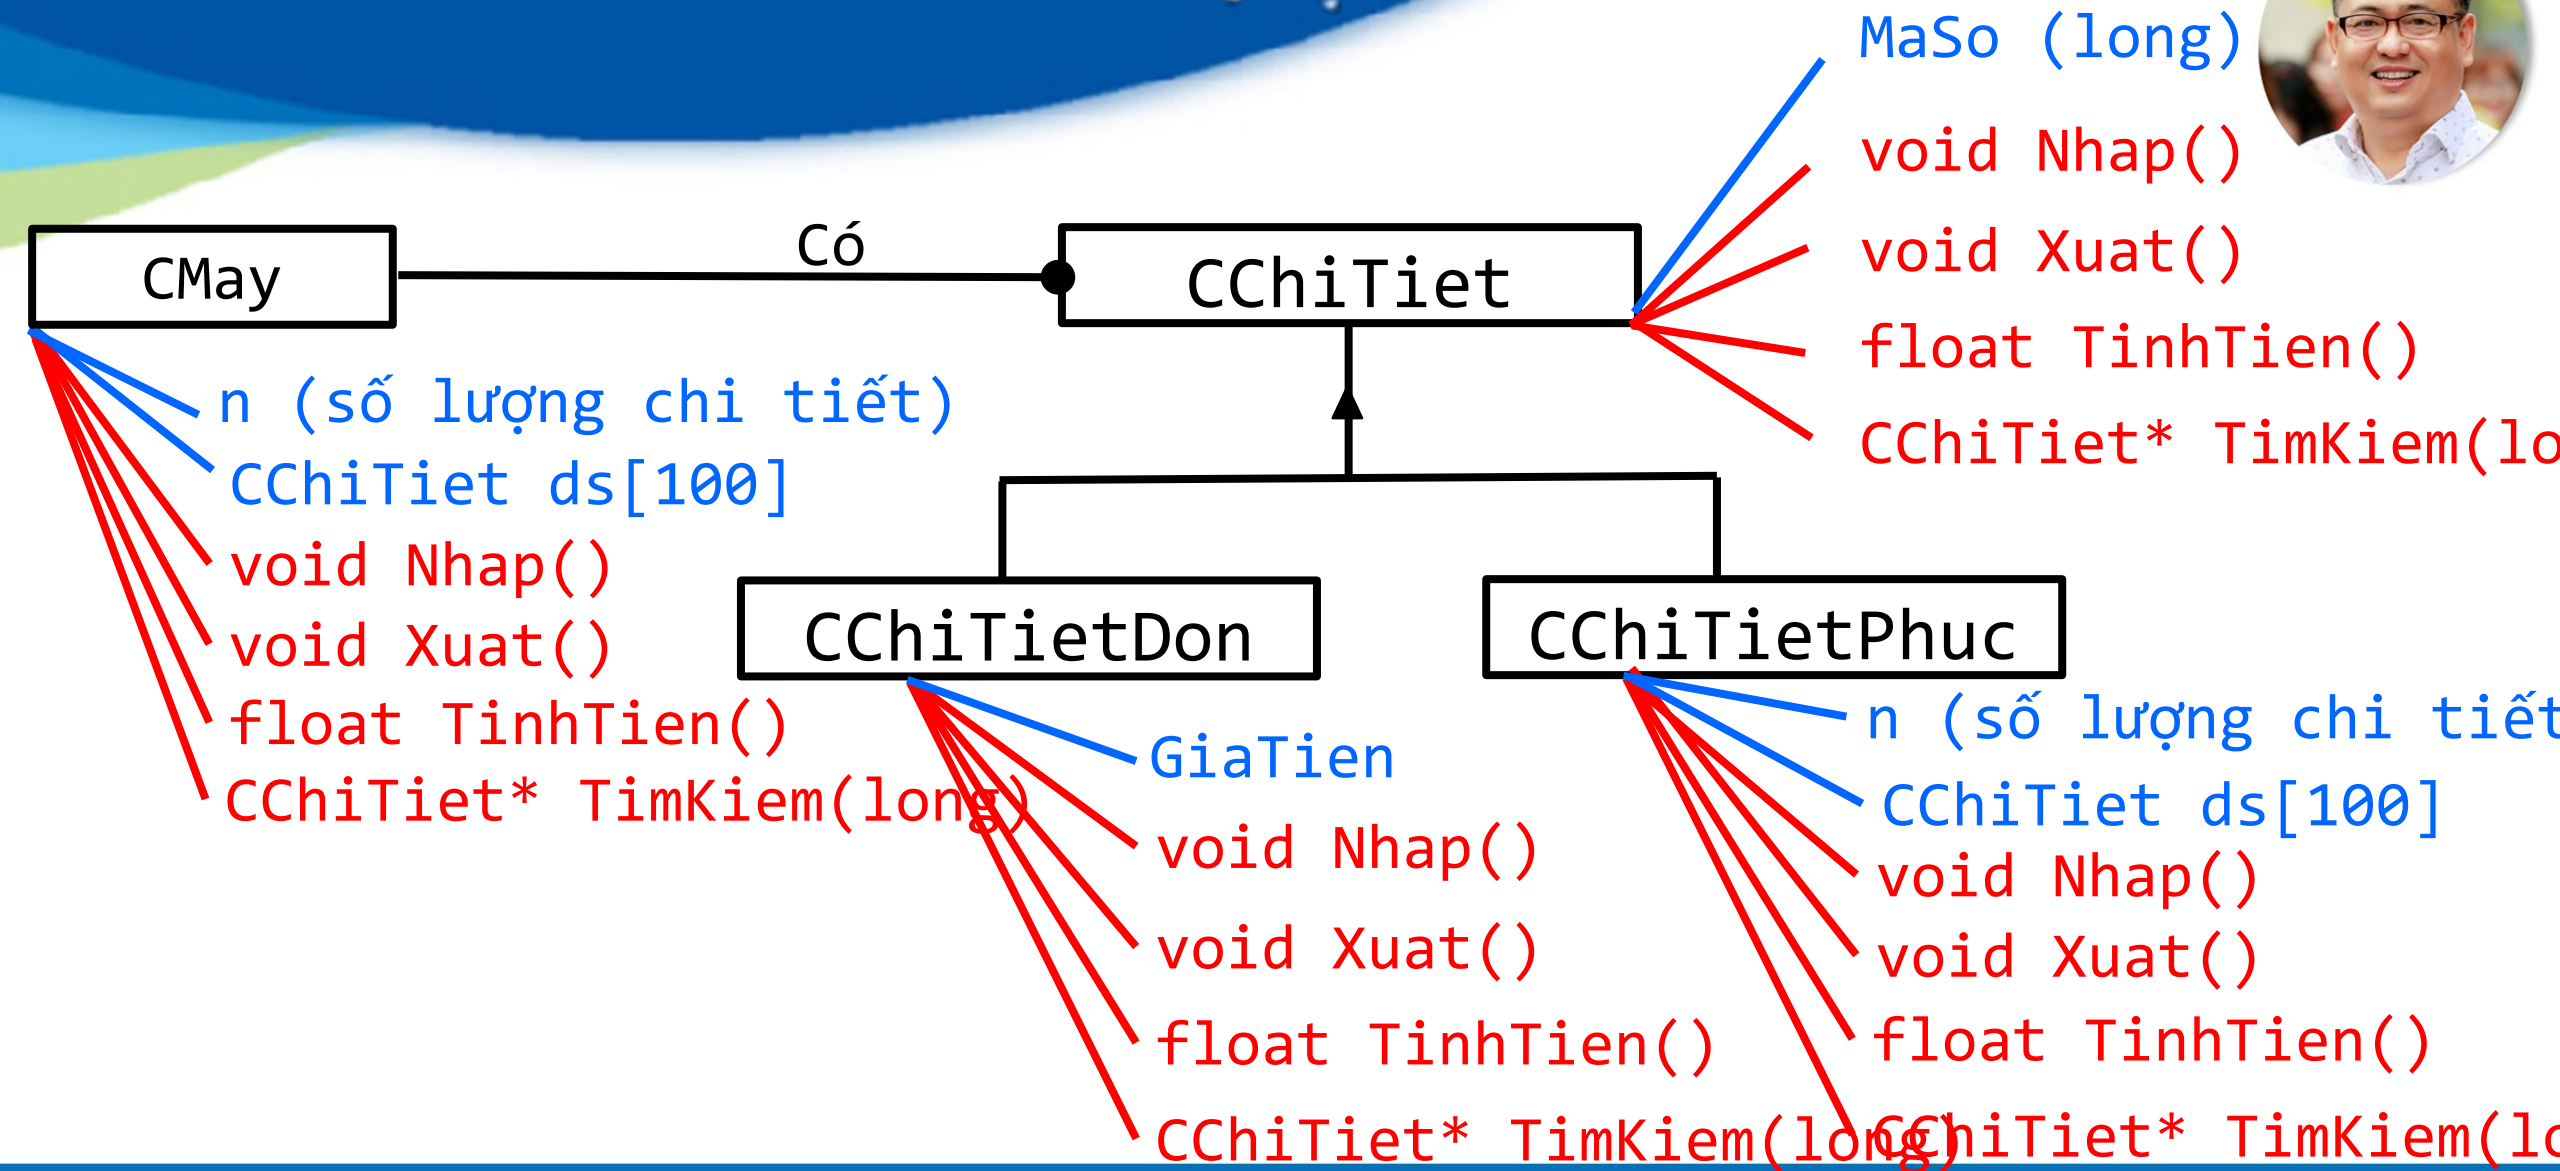 MaSo (long)
void Nhap()
void Xuat()
float TinhTien()
CChiTiet* TimKiem(lo
CMay
Có
CChiTiet
n (số lượng chi tiết)
CChiTiet ds[100]
void Nhap()
void Xuat()
float TinhTien()
CChiTiet* TimKiem(long)
CChiTietDon
GiaTien
void Nhap()
void Xuat()
float TinhTien()
CChiTiet* TimKiem(long)
CChiTietPhuc
n (số lượng chi tiết
CChiTiet ds[100]
void Nhap()
void Xuat()
float TinhTien()
CChiTiet* TimKiem(lo